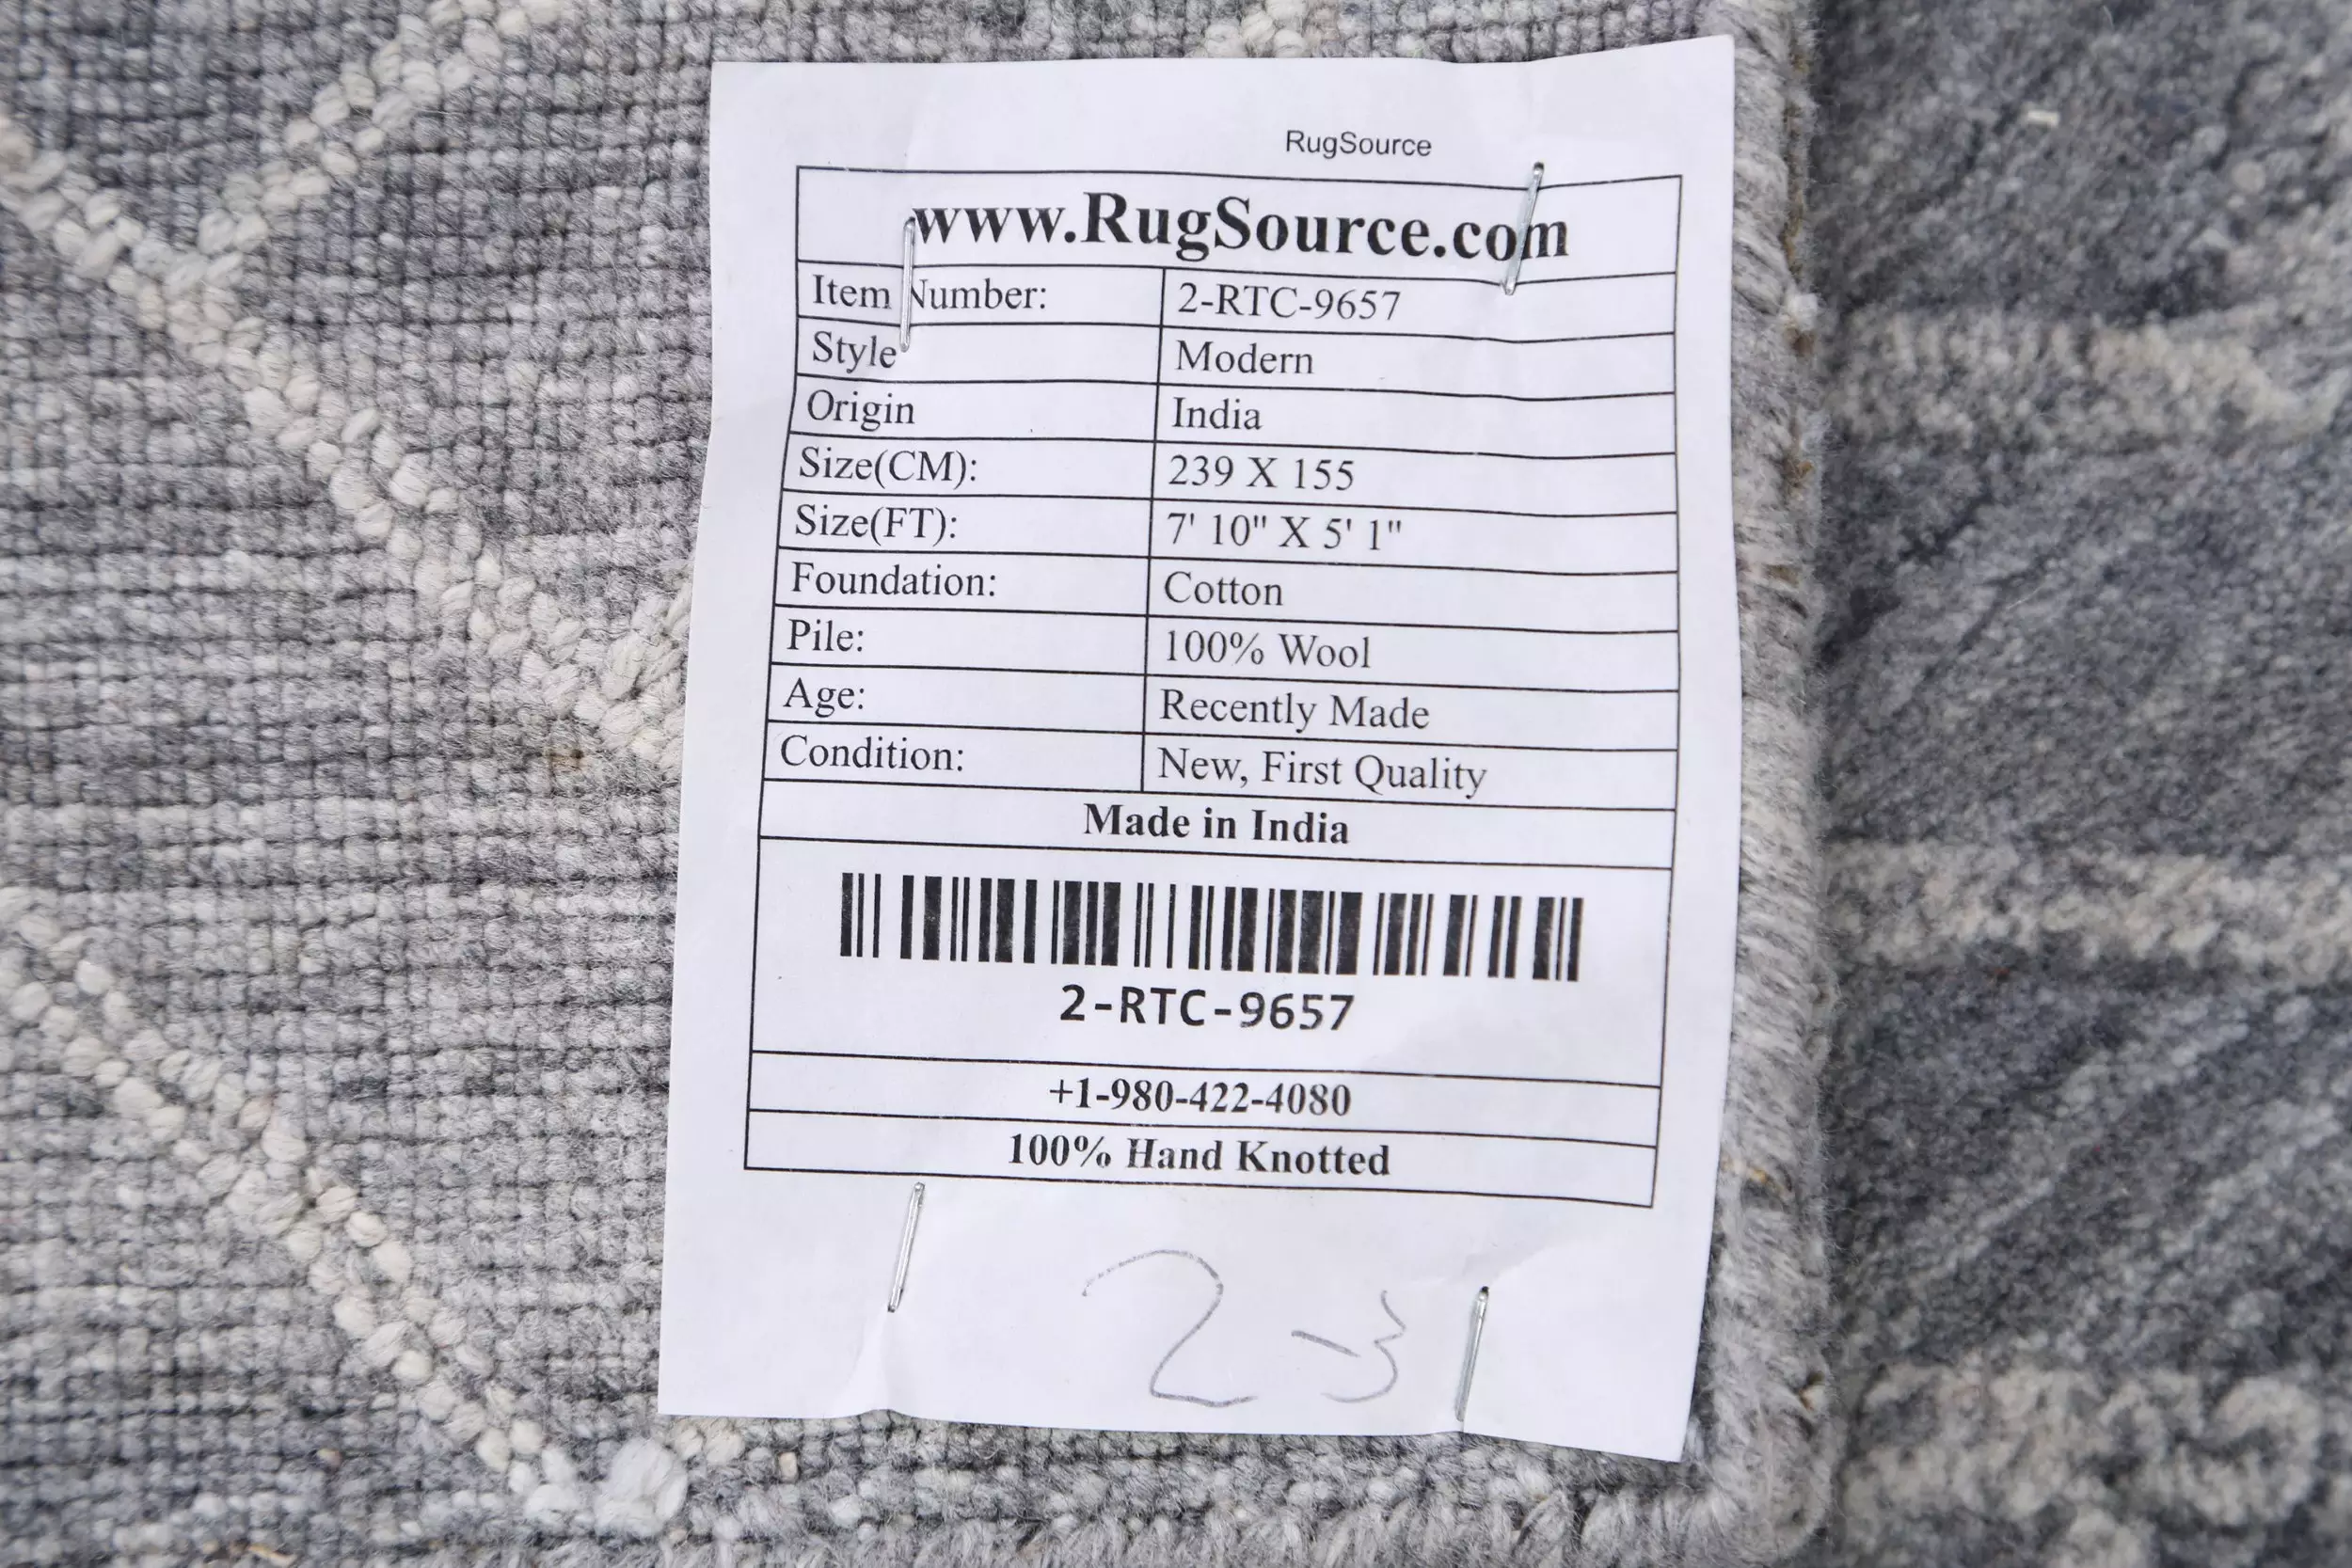 RugSource
www.RugSource.com
Item Number: 2-RTC-9657
Style Modern
Origin India
Size(CM): 239 X 155
Size(FT): 7' 10" X 5' 1"
Foundation: Cotton
Pile: 100% Wool
Age: Recently Made
Condition: New, First Quality
Made in India
2-RTC-9657
+1-980-422-4080
100% Hand Knotted
2-3